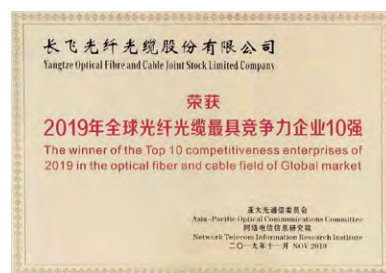 长飞光纤光缆股份有限公司
Yangtze Optical Fibre and Cable Joint Stock Limited Company
荣获
2019年全球光纤光缆最具竞争力企业10强
The winner of the Top 10 competitiveness enterprises of
2019 in the optical fiber and cable field of Global market
亚太光通信委员会
Asia-Pacific Optical Communications Committee
网络电信信息研究院
Network Telecom Information Research Institute
二〇一九年十一月 NOV 2019